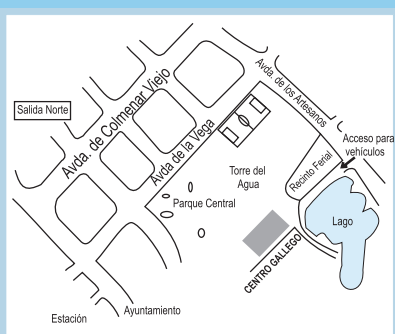 Avda. de los Artesanos
Salida Norte
Avda. de Colmenar Viejo
Acceso para
vehículos
Avda de la Vega
Torre del
Agua
Recinto Ferial
Parque Central
Lago
CENTRO GALLEGO
Ayuntamiento
Estación